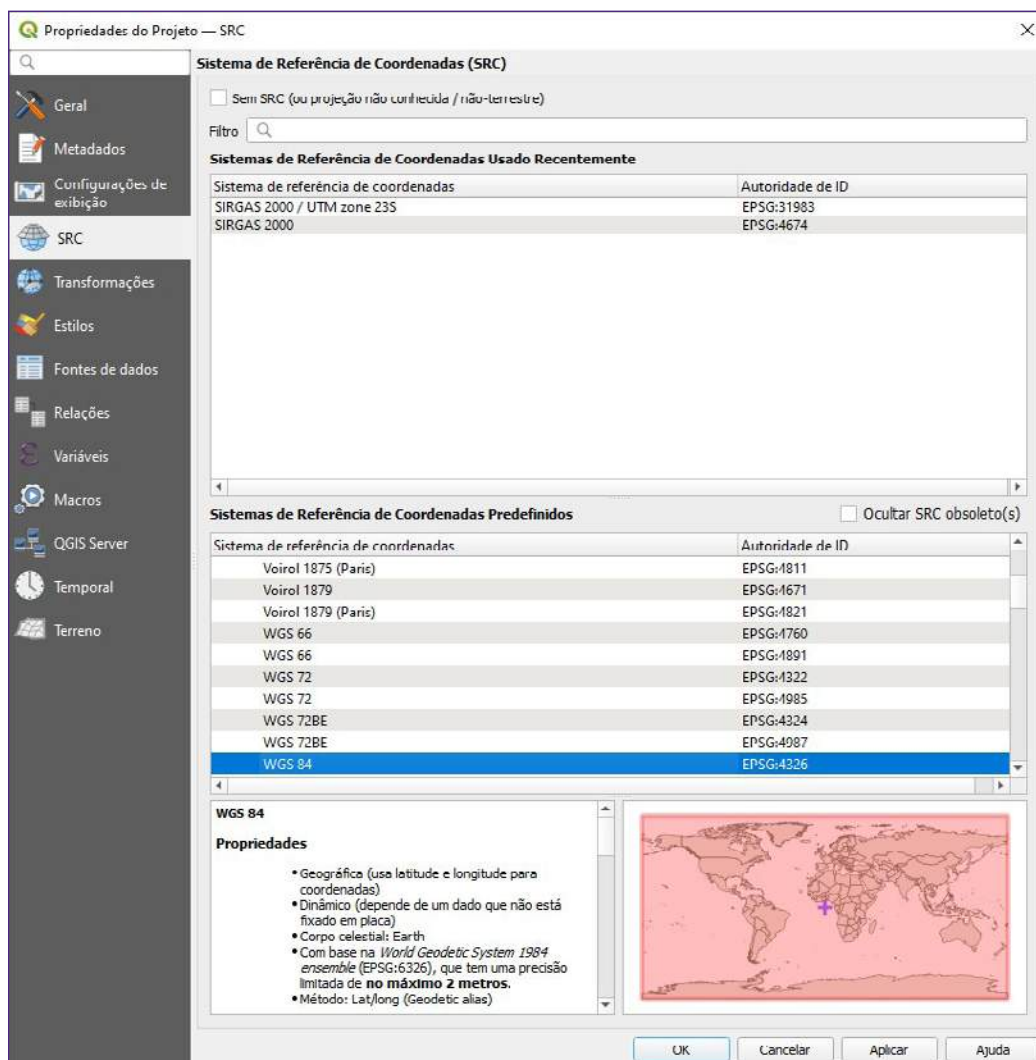 Propriedades do Projeto — SRC
Sistema de Referência de Coordenadas (SRC)
Geral
Metadados
Configurações de
exibição
SRC
Transformações
Estilos
Fontes de dados
Relações
Variáveis
Macros
QGIS Server
Temporal
Terreno
Sem SRC (ou projeção não conhecida / não-terrestre)
Filtro
Sistemas de Referência de Coordenadas Usado Recentemente
Sistema de referência de coordenadas Autoridade de ID
SIRGAS 2000 / UTM zone 23S EPSG:31983
SIRGAS 2000 EPSG:4674
Sistemas de Referência de Coordenadas Predefinidos Ocultar SRC obsoleto(s)
Sistema de referência de coordenadas Autoridade de ID
Voirol 1875 (Paris) EPSG:4811
Voirol 1879 EPSG:4671
Voirol 1879 (Paris) EPSG:4821
WGS 66 EPSG:4760
WGS 66 EPSG:4891
WGS 72 EPSG:4322
WGS 72 EPSG:4985
WGS 72BE EPSG:4324
WGS 72BE EPSG:4987
WGS 84 EPSG:4326
WGS 84
Propriedades
• Geográfica (usa latitude e longitude para
coordenadas)
• Dinâmico (depende de um dado que não está
fixado em placa)
• Corpo celestial: Earth
• Com base na World Geodetic System 1984
ensemble (EPSG:6326), que tem uma precisão
limitada de no máximo 2 metros.
• Método: Lat/long (Geodetic alias)
OK Cancelar Aplicar Ajuda